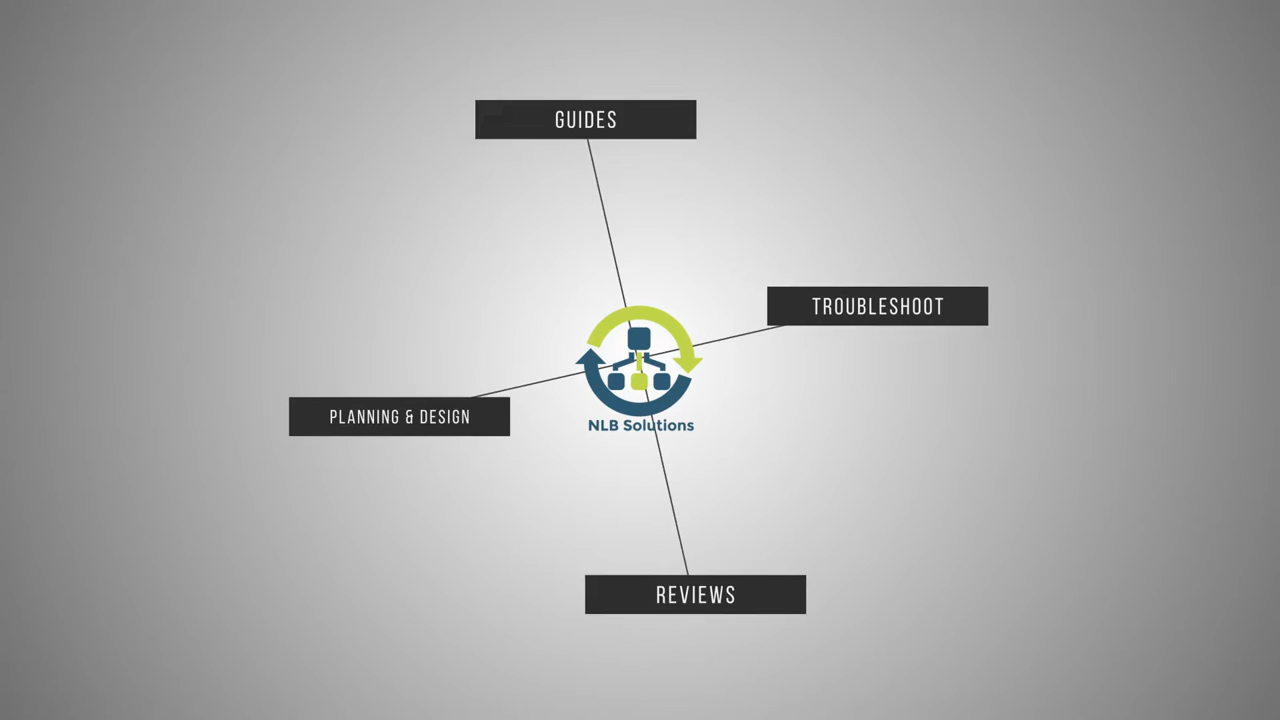 GUIDES
TROUBLESHOOT
PLANNING & DESIGN
NLB Solutions
REVIEWS